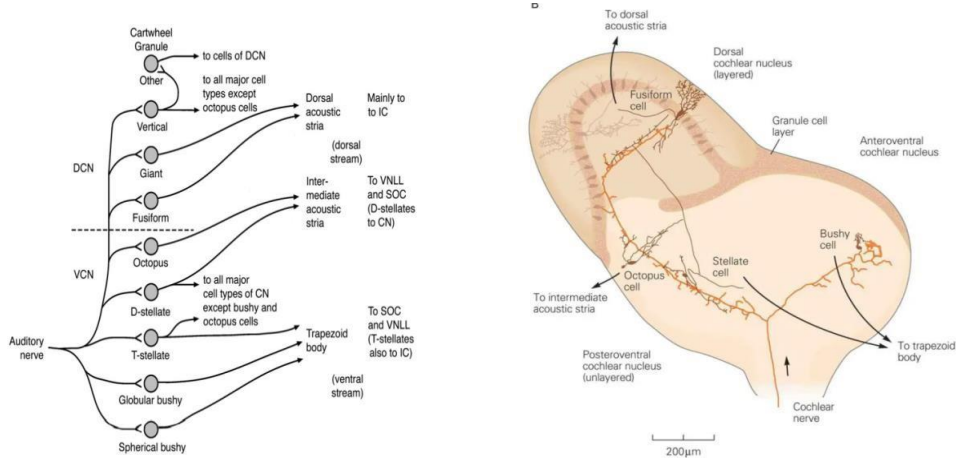 Cartwheel
Granule
to cells of DCN
Other
to all major cell
types except
octopus cells
Vertical
DCN
Giant
Fusiform
Dorsal
acoustic
stria
Mainly to
to IC
(dorsal
stream)
VCN
Octopus
D-stellate
Inter-
mediate
acoustic
stria
To VNLL
and SOC
(D-stellates
to CN)
to all major
cell types of CN
except bushy and
octopus cells
Auditory
nerve
T-stellate
Globular bushy
Spherical bushy
Trapezoid
body
To SOC
and VNLL
(T-stellates
also to IC)
(ventral
stream)
B
To dorsal
acoustic stria
Dorsal
cochlear nucleus
(layered)
Fusiform
cell
Granule cell
layer
Anteroventral
cochlear nucleus
Bushy
cell
Stellate
cell
Octopus
cell
To intermediate
acoustic stria
To trapezoid
body
Posteroventral
cochlear nucleus
(unlayered)
Cochlear
nerve
200μm